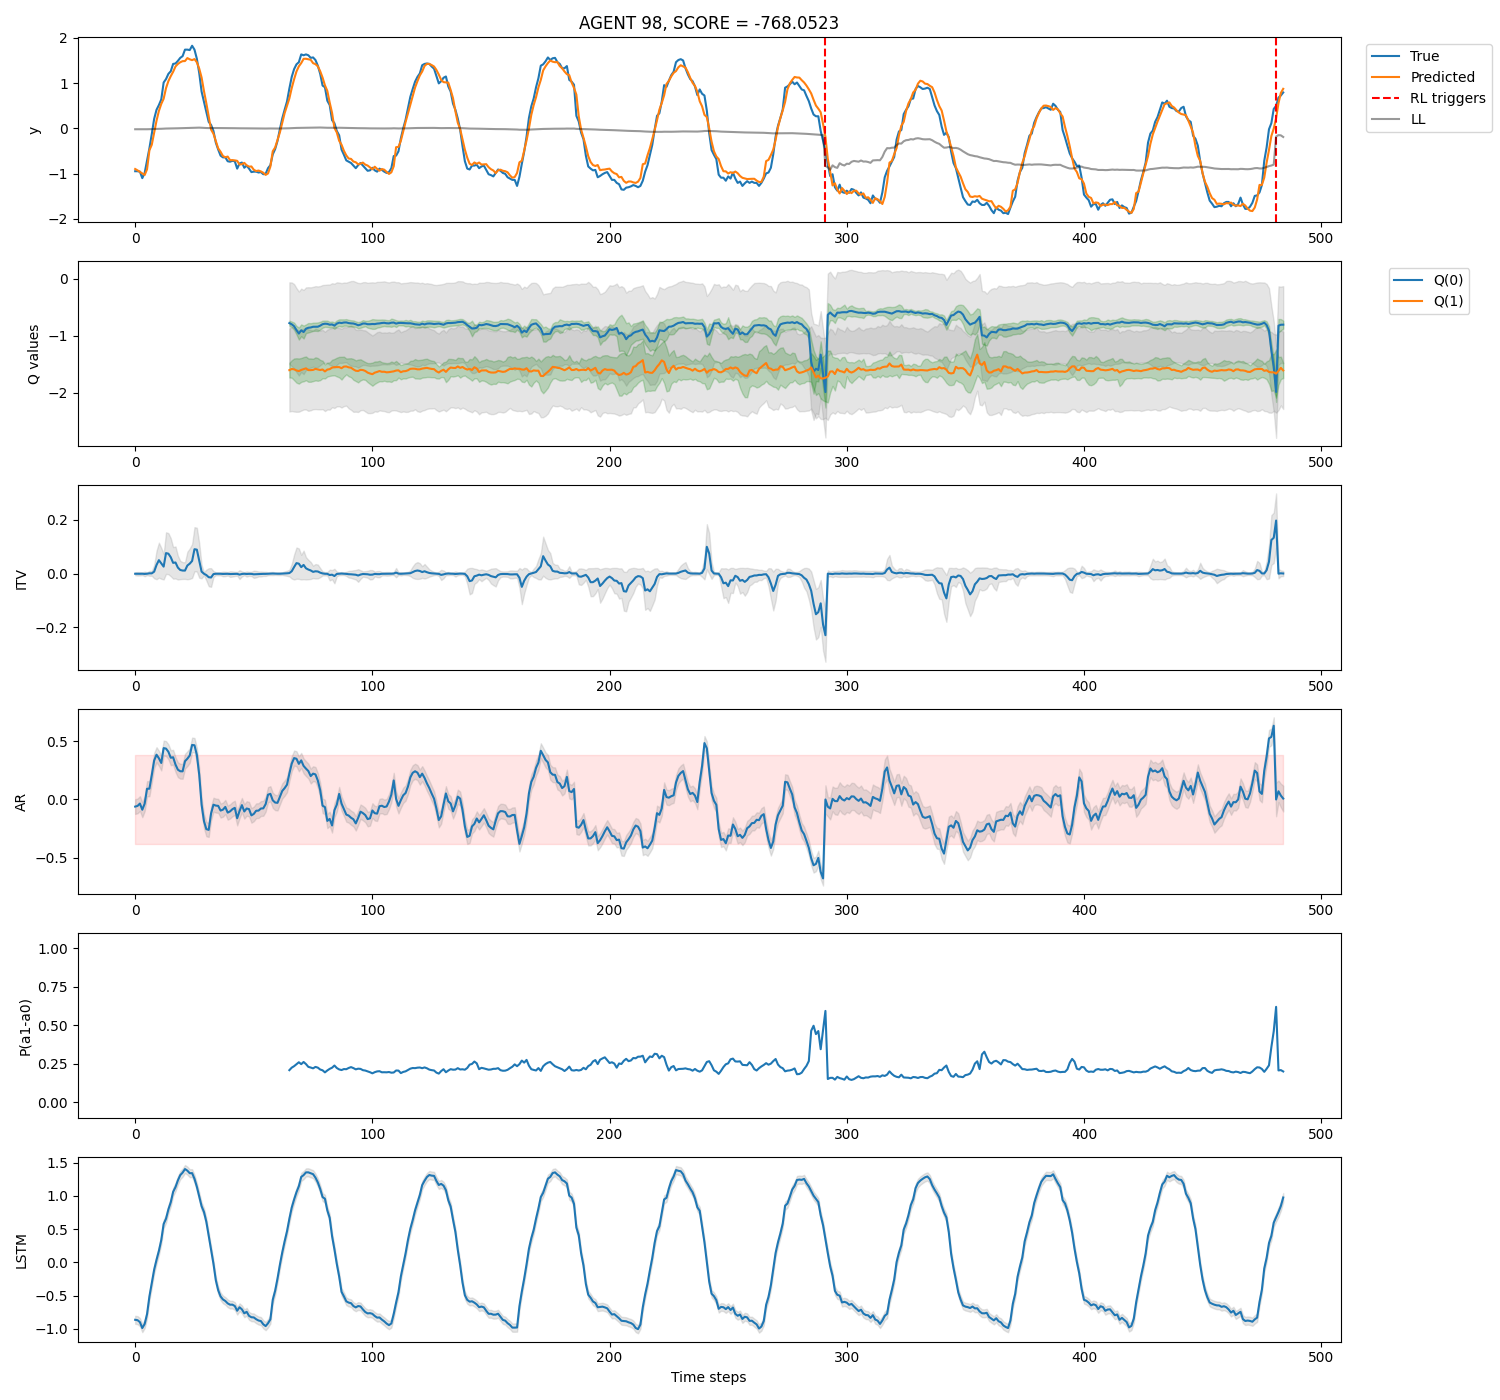 AGENT 98, SCORE = -768.0523
y
2
1
0
−1
−2
0 100 200 300 400 500
True
Predicted
RL triggers
LL
Q values
0
−1
−2
0 100 200 300 400 500
Q(0)
Q(1)
ITV
0.2
0.0
−0.2
0 100 200 300 400 500
AR
0.5
0.0
−0.5
0 100 200 300 400 500
P(a1-a0)
1.00
0.75
0.50
0.25
0.00
0 100 200 300 400 500
LSTM
1.5
1.0
0.5
0.0
−0.5
−1.0
0 100 200 300 400 500
Time steps